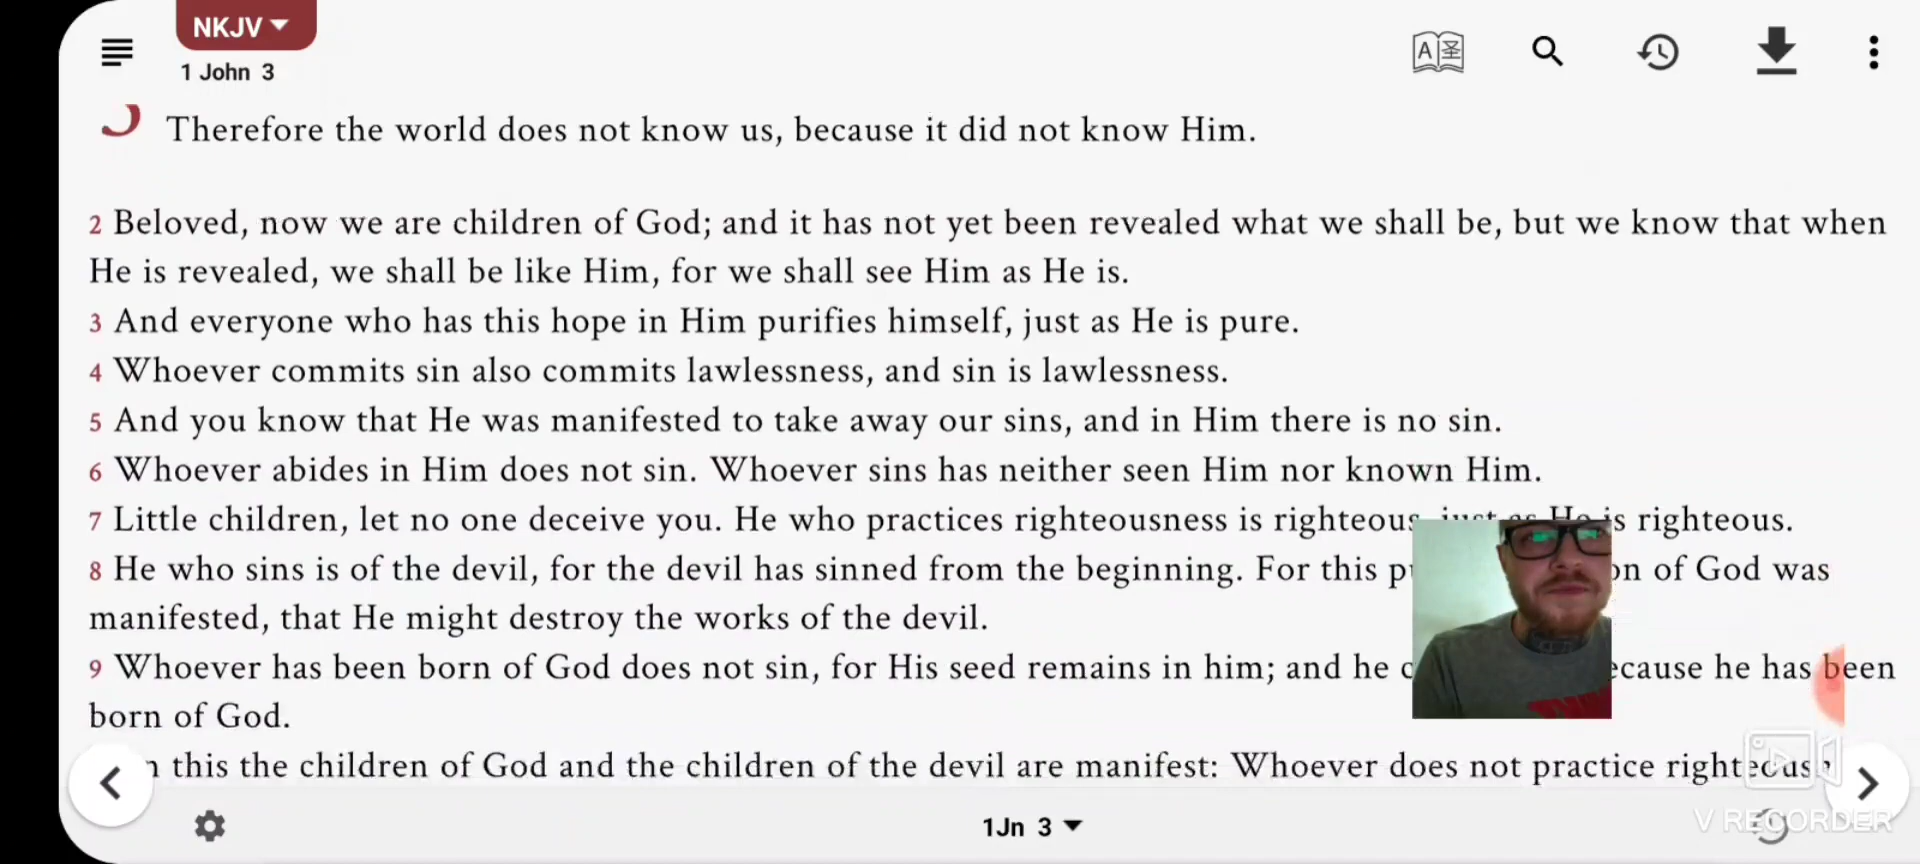 NKJV
1 John 3
A 圣
Therefore the world does not know us, because it did not know Him.
2 Beloved, now we are children of God; and it has not yet been revealed what we shall be, but we know that when
He is revealed, we shall be like Him, for we shall see Him as He is.
3 And everyone who has this hope in Him purifies himself, just as He is pure.
4 Whoever commits sin also commits lawlessness, and sin is lawlessness.
5 And you know that He was manifested to take away our sins, and in Him there is no sin.
6 Whoever abides in Him does not sin. Whoever sins has neither seen Him nor known Him.
7 Little children, let no one deceive you. He who practices righteousness is righteous, just as He is righteous.
8 He who sins is of the devil, for the devil has sinned from the beginning. For this of God was
manifested, that He might destroy the works of the devil.
9 Whoever has been born of God does not sin, for His seed remains in him; and he he has been
born of God.
this the children of God and the children of the devil are manifest: Whoever does not practice
1Jn 3
V RECORDER